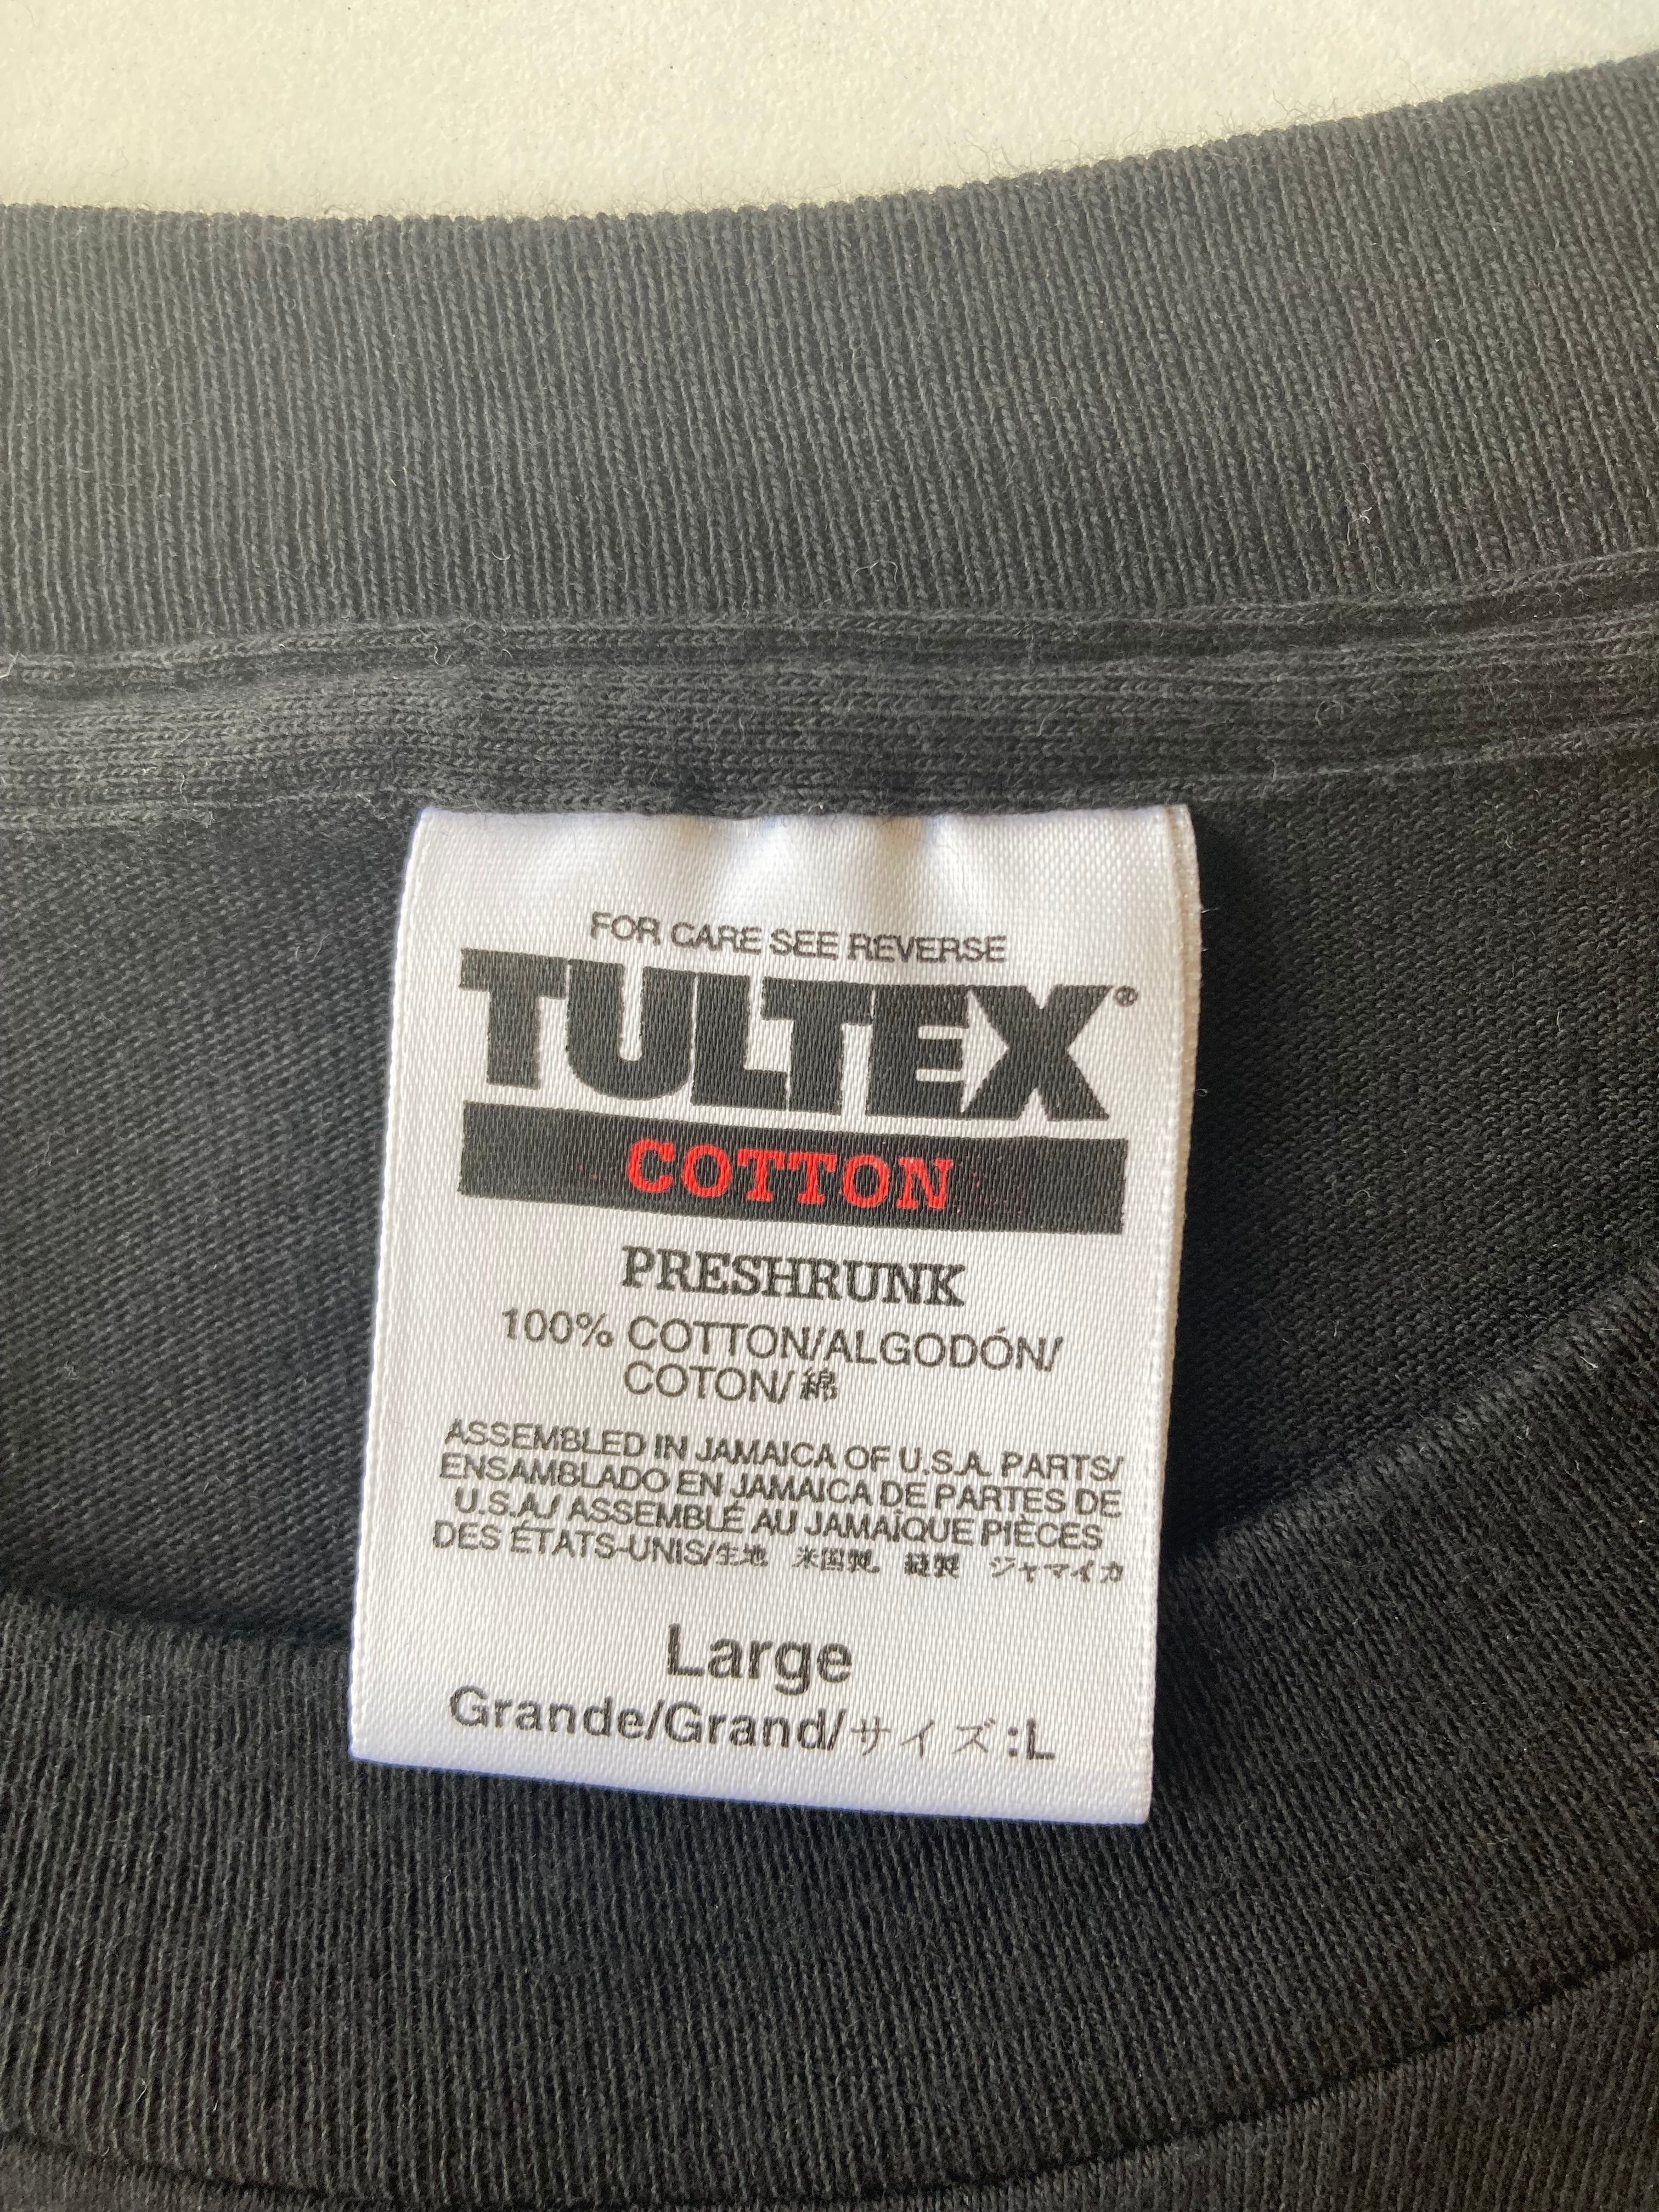 FOR CARE SEE REVERSE
TULTEX®
COTTON
PRESHRUNK
100% COTTON/ALGODÓN/
COTON/綿
ASSEMBLED IN JAMAICA OF U.S.A. PARTS/
ENSAMBLADO EN JAMAICA DE PARTES DE
U.S.A./ ASSEMBLÉ AU JAMAÏQUE PIÈCES
DES ÉTATS-UNIS/生地 米国製. 縫製 ジャマイカ
Large
Grande/Grand/サイズ:L